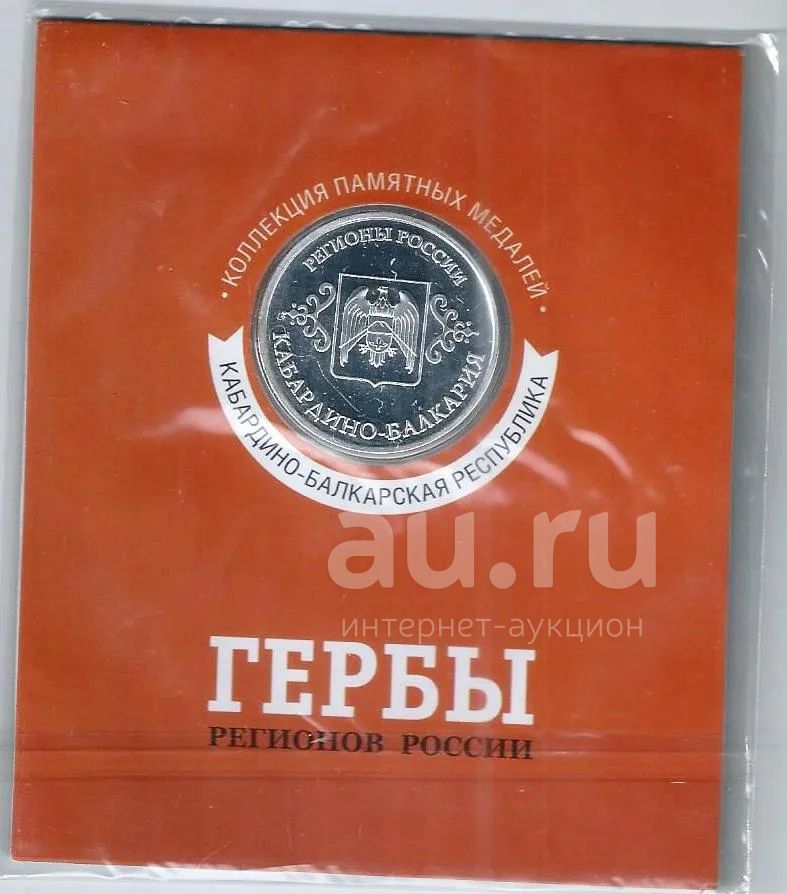 • КОЛЛЕКЦИЯ ПАМЯТНЫХ МЕДАЛЕЙ •
РЕГИОНЫ РОССИИ
КАБАРДИНО-БАЛКАРИЯ
КАБАРДИНО-БАЛКАРСКАЯ РЕСПУБЛИКА
au.ru
интернет-аукцион
ГЕРБЫ
РЕГИОНОВ РОССИИ